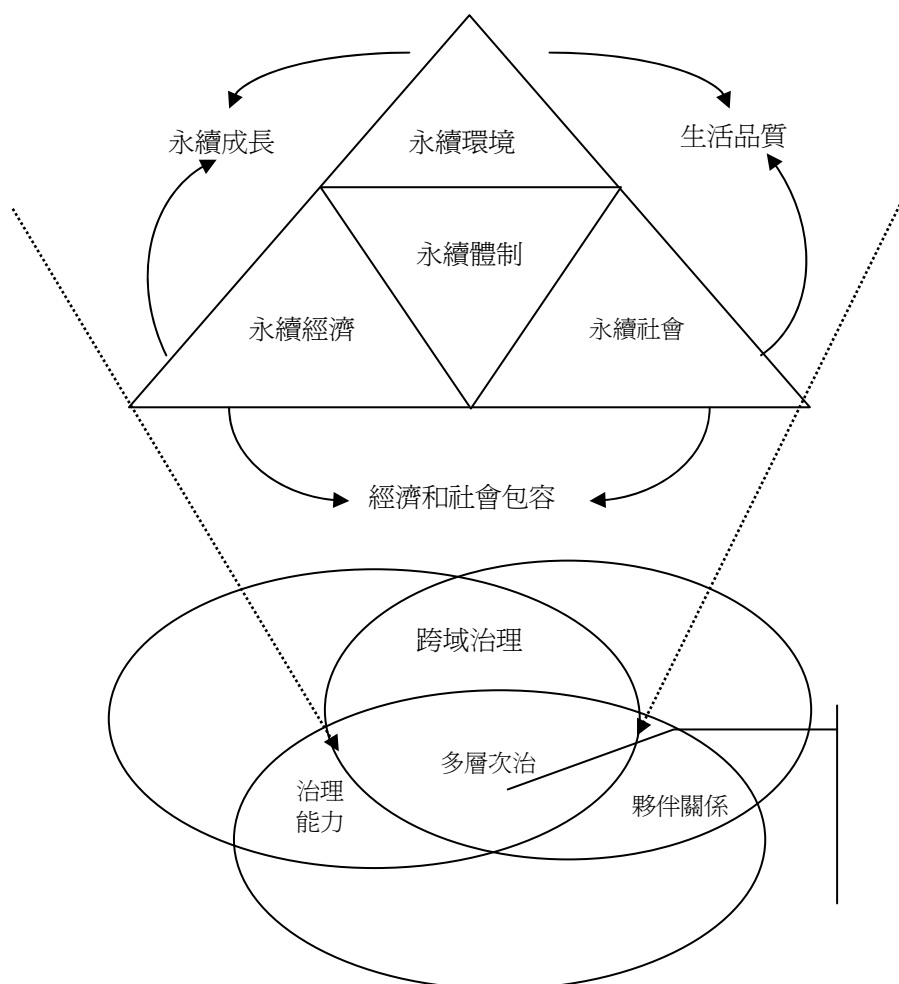 永續成長
永續環境
生活品質
永續體制
永續經濟
永續社會
經濟和社會包容
跨域治理
多層次治
治理
能力
夥伴關係